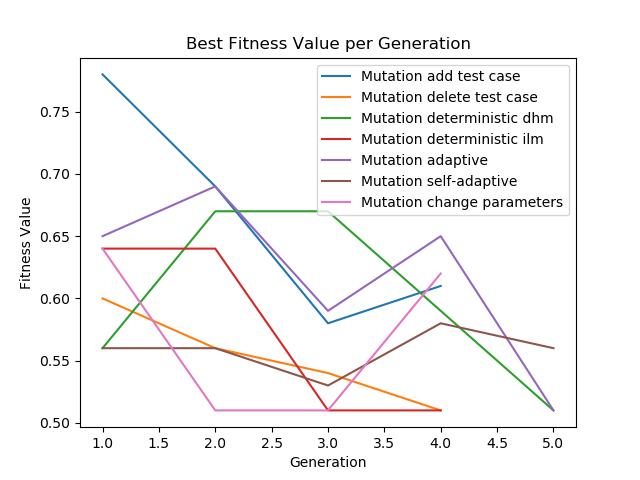 Best Fitness Value per Generation
Mutation add test case
Mutation delete test case
Mutation deterministic dhm
Mutation deterministic ilm
Mutation adaptive
Mutation self-adaptive
Mutation change parameters
Fitness Value
0.75
0.70
0.65
0.60
0.55
0.50
1.0 1.5 2.0 2.5 3.0 3.5 4.0 4.5 5.0
Generation